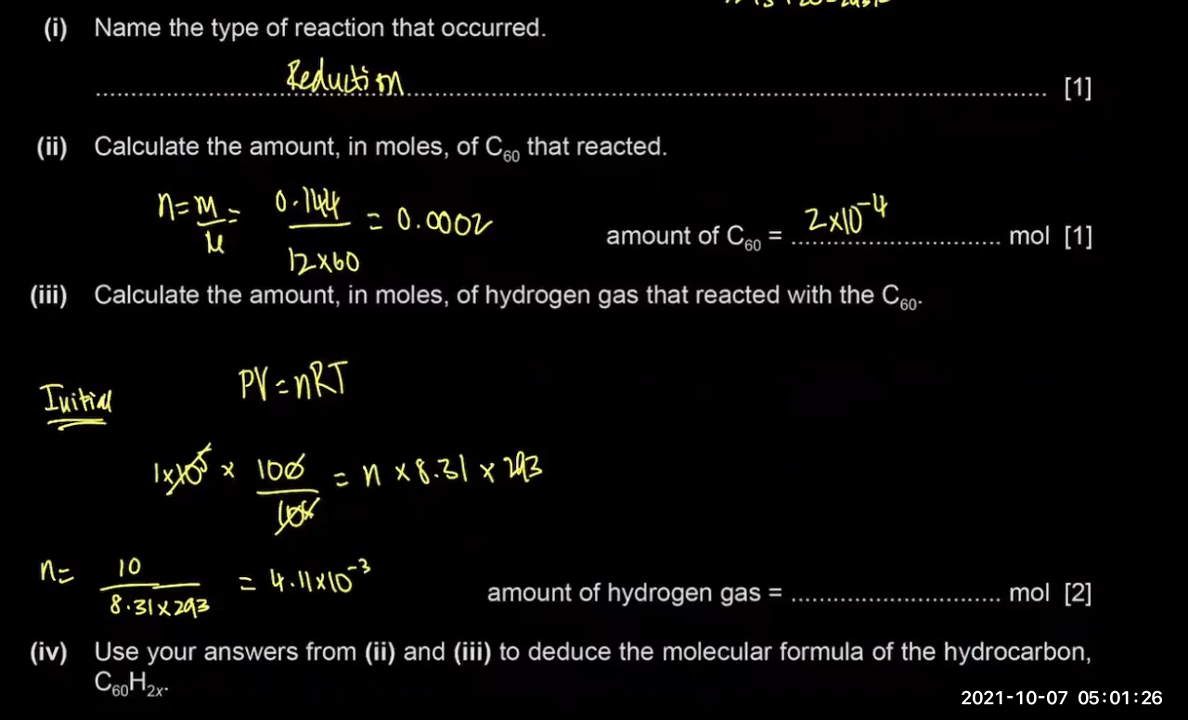 (i) Name the type of reaction that occurred.
Reduction [1]
(ii) Calculate the amount, in moles, of C₆₀ that reacted.
n = m/M = 0.144/12×60 = 0.0002
amount of C₆₀ = 2×10⁻⁴ mol [1]
(iii) Calculate the amount, in moles, of hydrogen gas that reacted with the C₆₀.
Initial
PV = nRT
1×10⁵ × 100/10⁶ = n × 8.31 × 293
n = 10/8.31×293 = 4.11×10⁻³
amount of hydrogen gas = ............................. mol [2]
(iv) Use your answers from (ii) and (iii) to deduce the molecular formula of the hydrocarbon,
C₆₀H₂ₓ.
2021-10-07 05:01:26